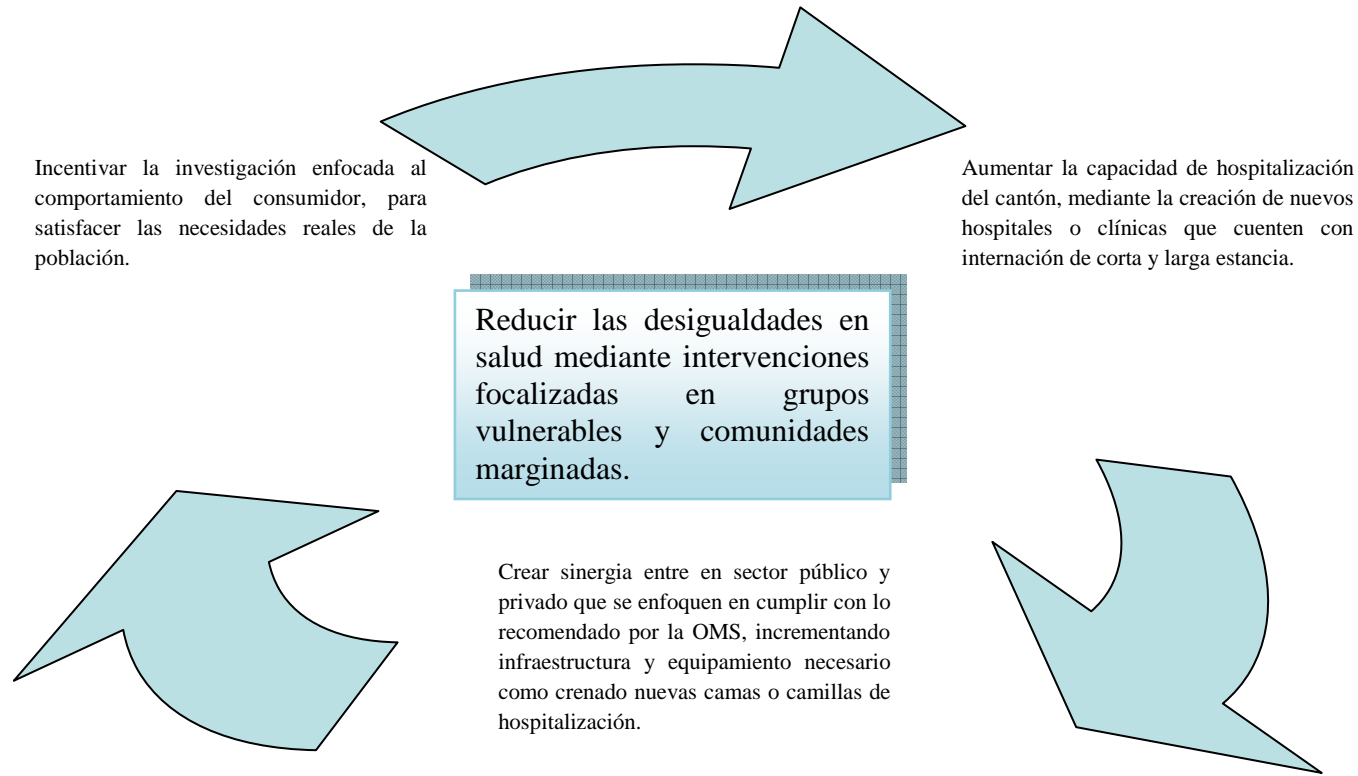 Incentivar la investigación enfocada al
comportamiento del consumidor, para
satisfacer las necesidades reales de la
población.
Aumentar la capacidad de hospitalización
del cantón, mediante la creación de nuevos
hospitales o clínicas que cuenten con
internación de corta y larga estancia.
Reducir las desigualdades en
salud mediante intervenciones
focalizadas en grupos
vulnerables y comunidades
marginadas.
Crear sinergia entre en sector público y
privado que se enfoquen en cumplir con lo
recomendado por la OMS, incrementando
infraestructura y equipamiento necesario
como crenado nuevas camas o camillas de
hospitalización.